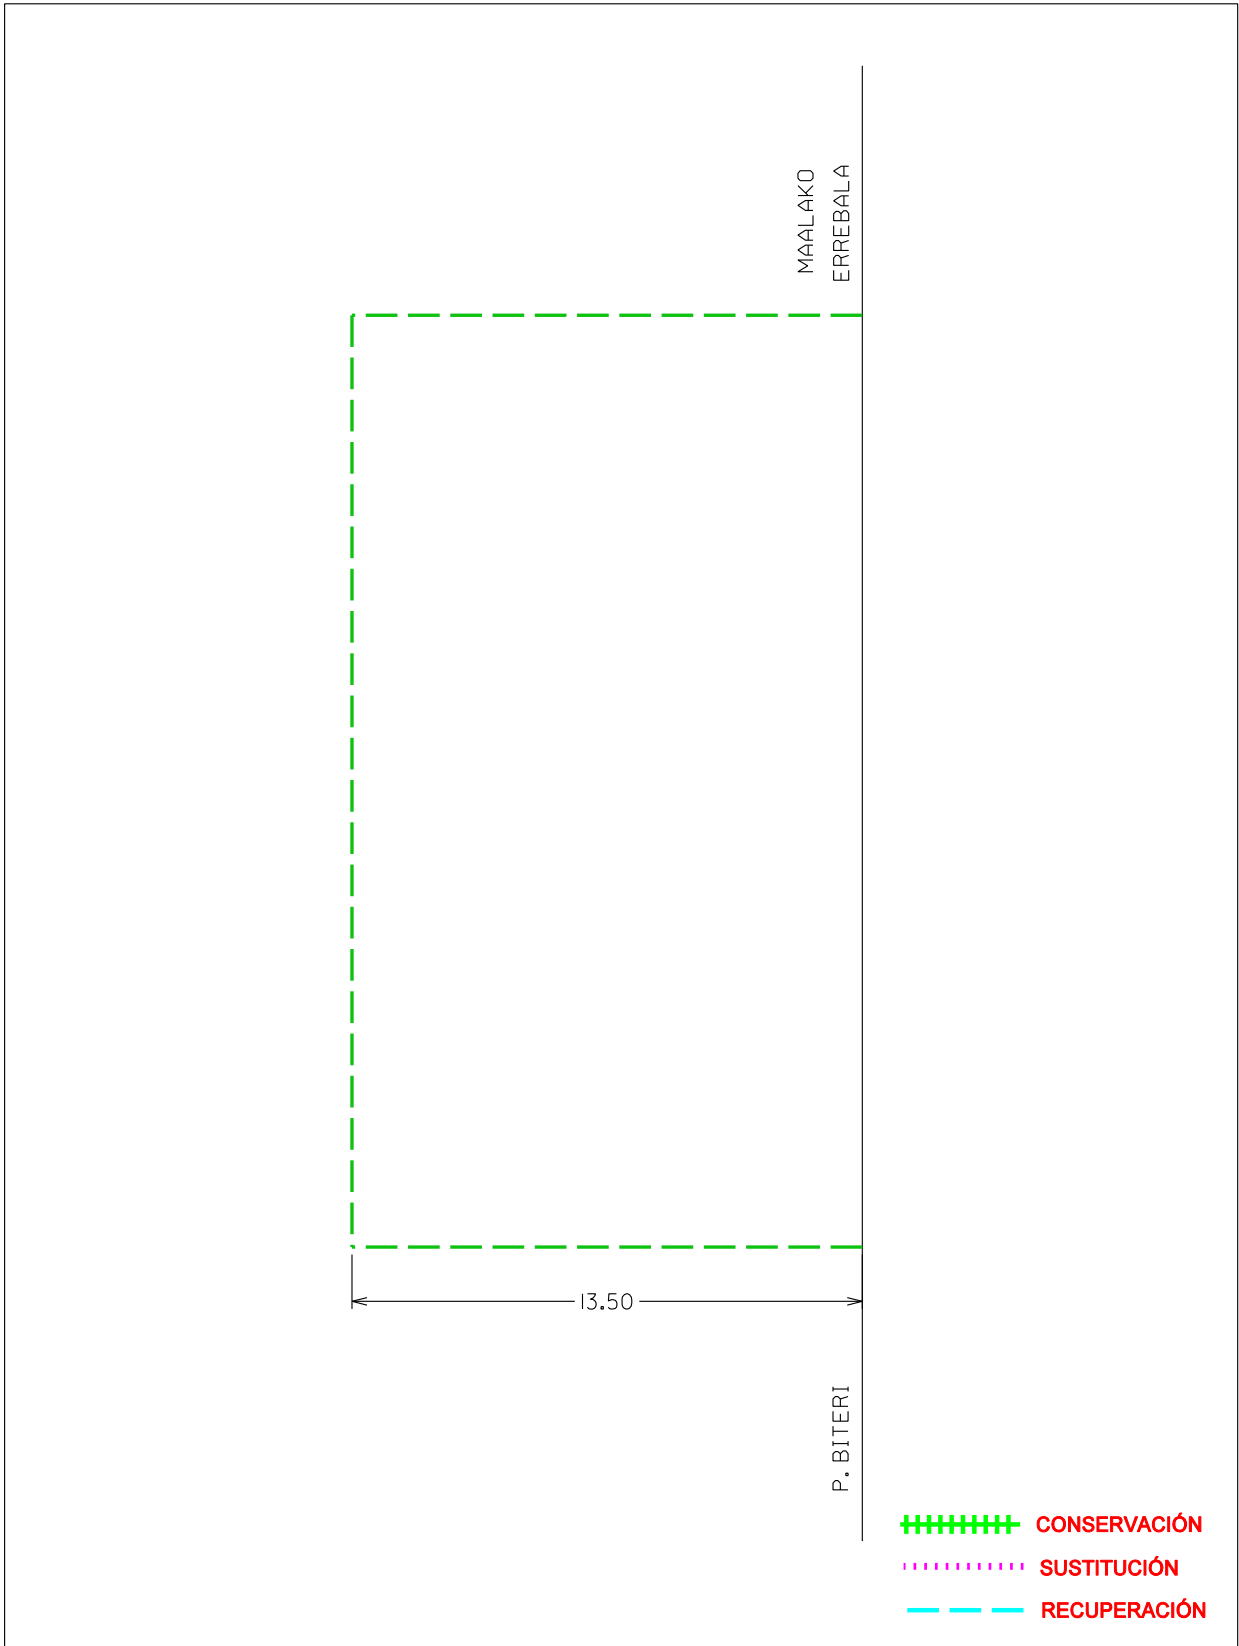 MAALAKO
ERREBALA
13.50
P. BITERI
CONSERVACIÓN
SUSTITUCIÓN
RECUPERACIÓN